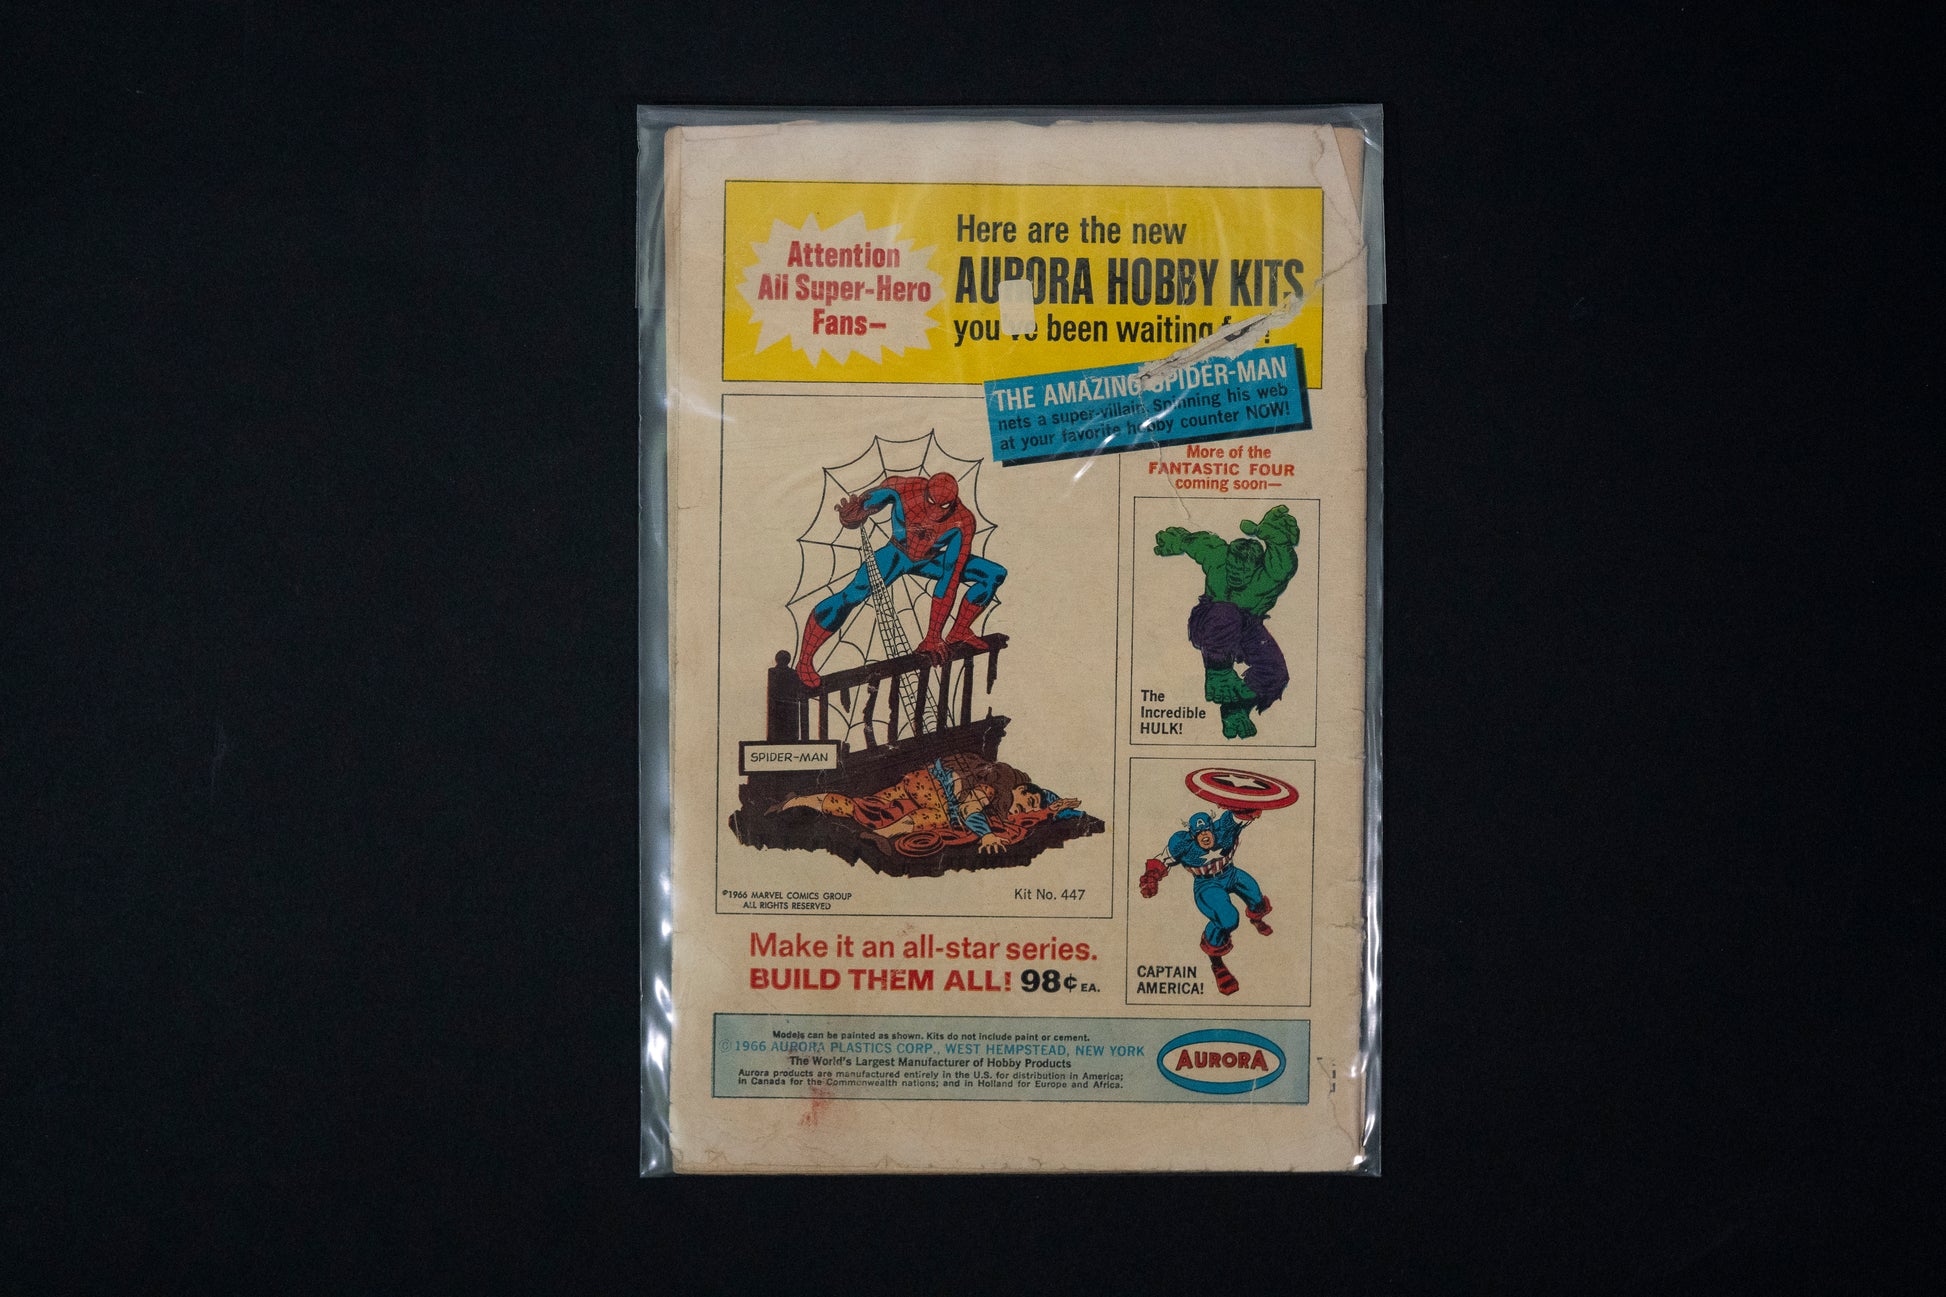 Attention
All Super-Hero
Fans—
Here are the new
AURORA HOBBY KITS
you've been waiting
THE AMAZING SPIDER-MAN
nets a super-villain. Spinning his web
at your favorite hobby counter NOW!
More of the
FANTASTIC FOUR
coming soon—
The
Incredible
HULK!
SPIDER-MAN
©1966 MARVEL COMICS GROUP
ALL RIGHTS RESERVED
Kit No. 447
CAPTAIN
AMERICA!
Make it an all-star series.
BUILD THEM ALL! 98¢ EA.
Models can be painted as shown. Kits do not include paint or cement.
©1966 AURORA PLASTICS CORP., WEST HEMPSTEAD, NEW YORK
The World's Largest Manufacturer of Hobby Products
Aurora products are manufactured entirely in the U.S. for distribution in America;
in Canada for the Commonwealth nations; and in Holland for Europe and Africa.
AURORA